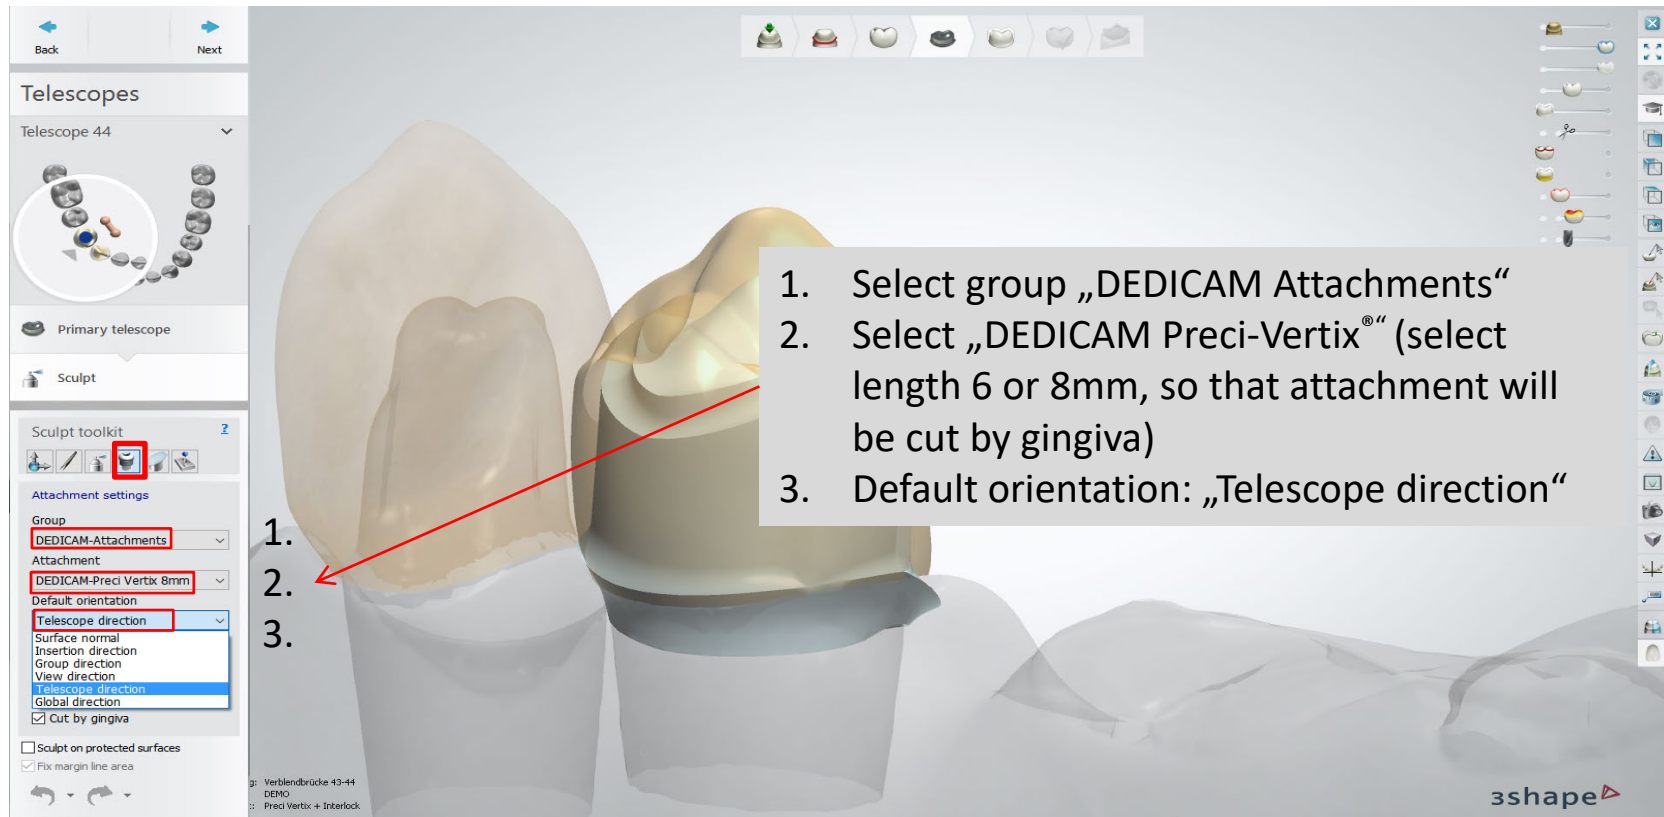 Back
Next
Telescopes
Telescope 44
Primary telescope
Sculpt
Sculpt toolkit ?
Attachment settings
Group
DEDICAM-Attachments
Attachment
DEDICAM-Preci Vertix 8mm
Default orientation
Telescope direction
Surface normal
Insertion direction
Group direction
View direction
Telescope direction
Global direction
Cut by gingiva
Sculpt on protected surfaces
Fix margin line area
1.
2.
3.
1. Select group „DEDICAM Attachments“
2. Select „DEDICAM Preci-Vertix®“ (select
length 6 or 8mm, so that attachment will
be cut by gingiva)
3. Default orientation: „Telescope direction“
g: Verblendbrücke 43-44
DEMO
:: Preci Vertix + Interlock
3shape